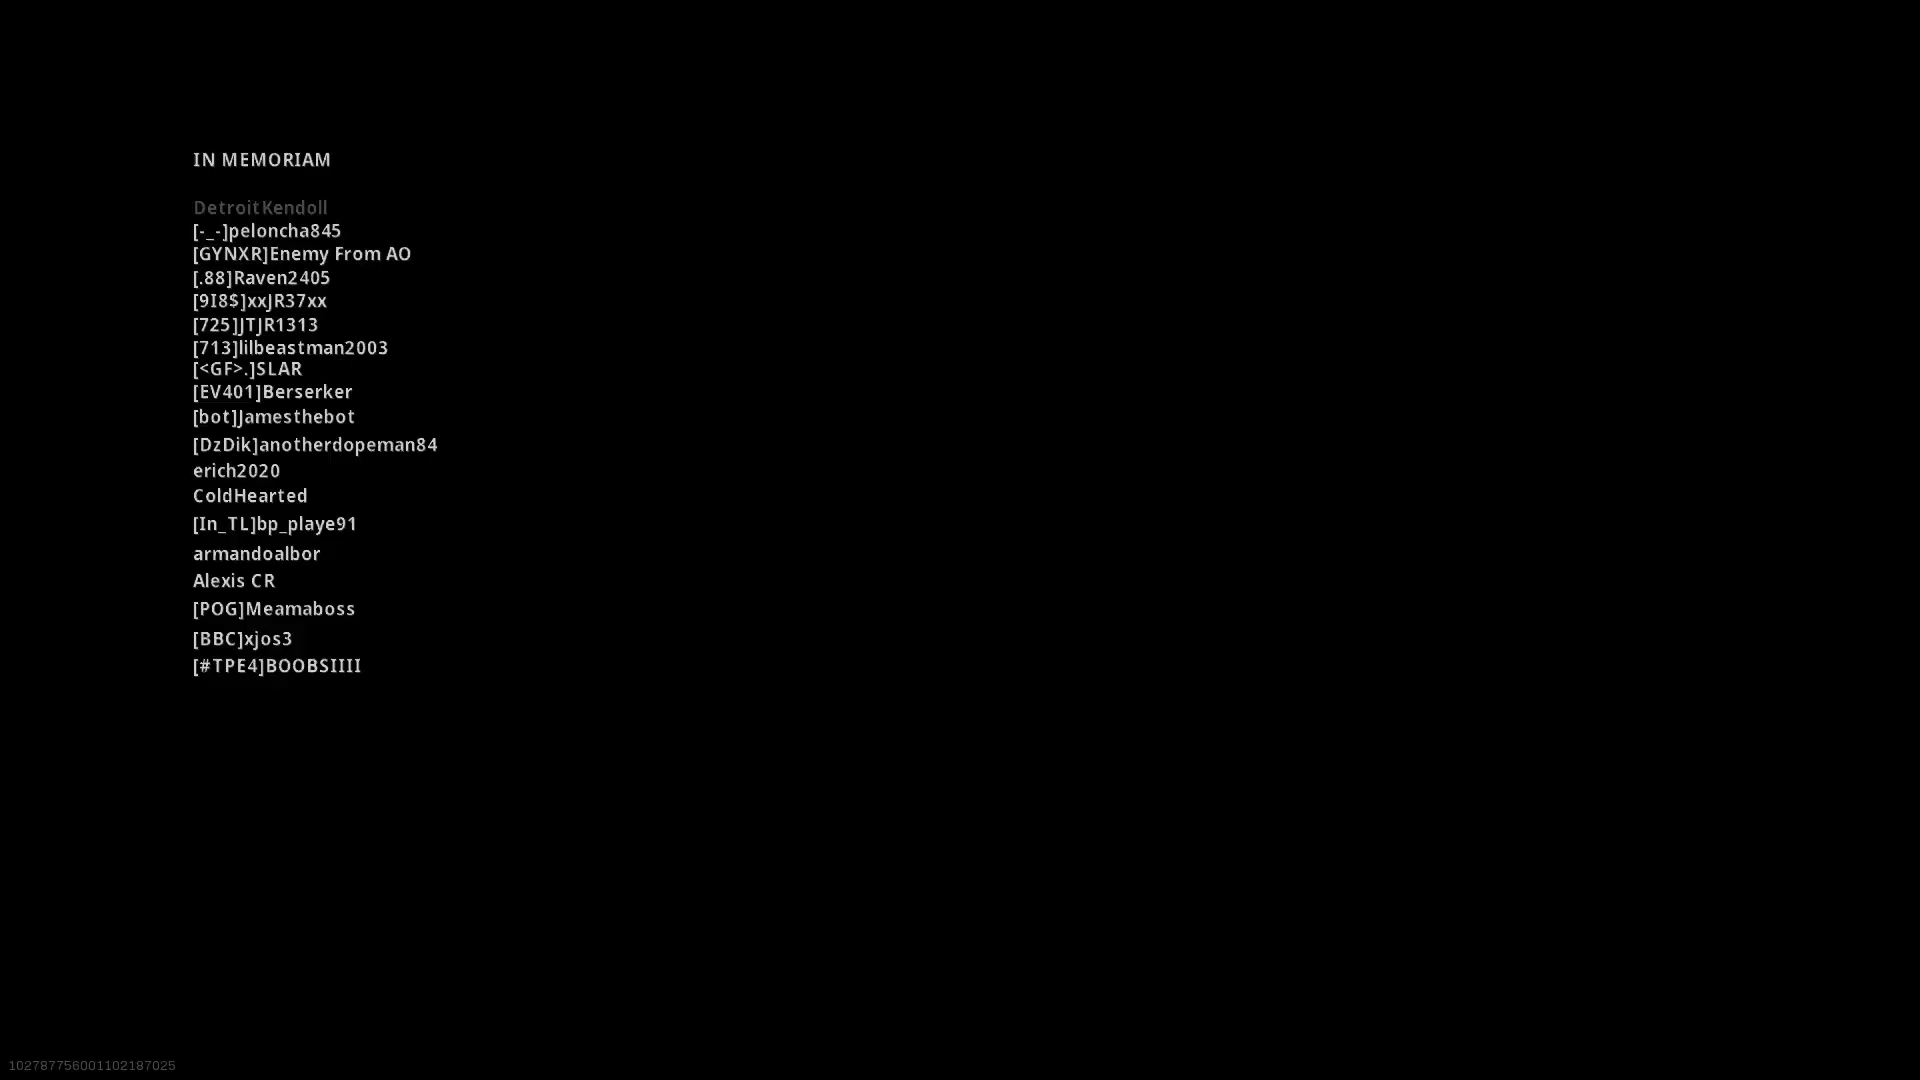 IN MEMORIAM
DetroitKendoll
[-_-]peloncha845
[GYNXR]Enemy From AO
[.88]Raven2405
[9I8$]xxJR37xx
[725]JTJR1313
[713]lilbeastman2003
[<GF>.]SLAR
[EV401]Berserker
[bot]Jamesthebot
[DzDik]anotherdopeman84
erich2020
ColdHearted
[In_TL]bp_playe91
armandoalbor
Alexis CR
[POG]Meamaboss
[BBC]xjos3
[#TPE4]BOOBSIIII
102787756001102187025